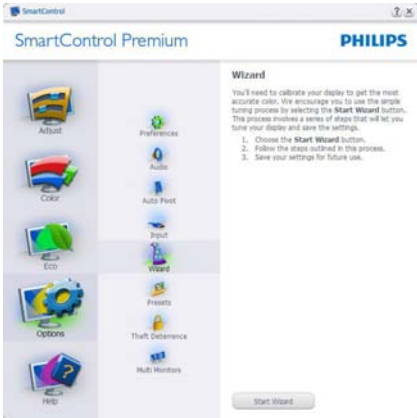 SmartControl
? x
SmartControl Premium
PHILIPS
Adjust
Color
Eco
Options
Help
Preferences
Audio
Auto Pivot
Input
Wizard
Presets
Theft Deterrence
Multi Monitors
Wizard
You'll need to calibrate your display to get the most
accurate color. We encourage you to use the simple
tuning process by selecting the Start Wizard button.
This process involves a series of steps that will let you
tune your display and save the settings.
1. Choose the Start Wizard button.
2. Follow the steps outlined in this process.
3. Save your settings for future use.
Start Wizard